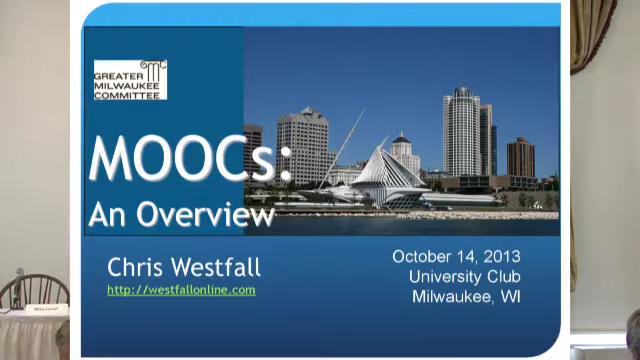 GREATER
MILWAUKEE
COMMITTEE
MOOCs:
An Overview
Chris Westfall
http://westfallonline.com
October 14, 2013
University Club
Milwaukee, WI